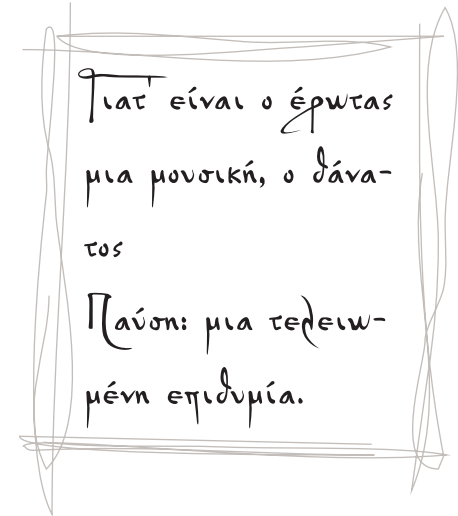 Γιατ' είναι ο έρωτας
μια μουσική, ο θάνα-
τος
Παύση: μια τελειω-
μένη επιθυμία.